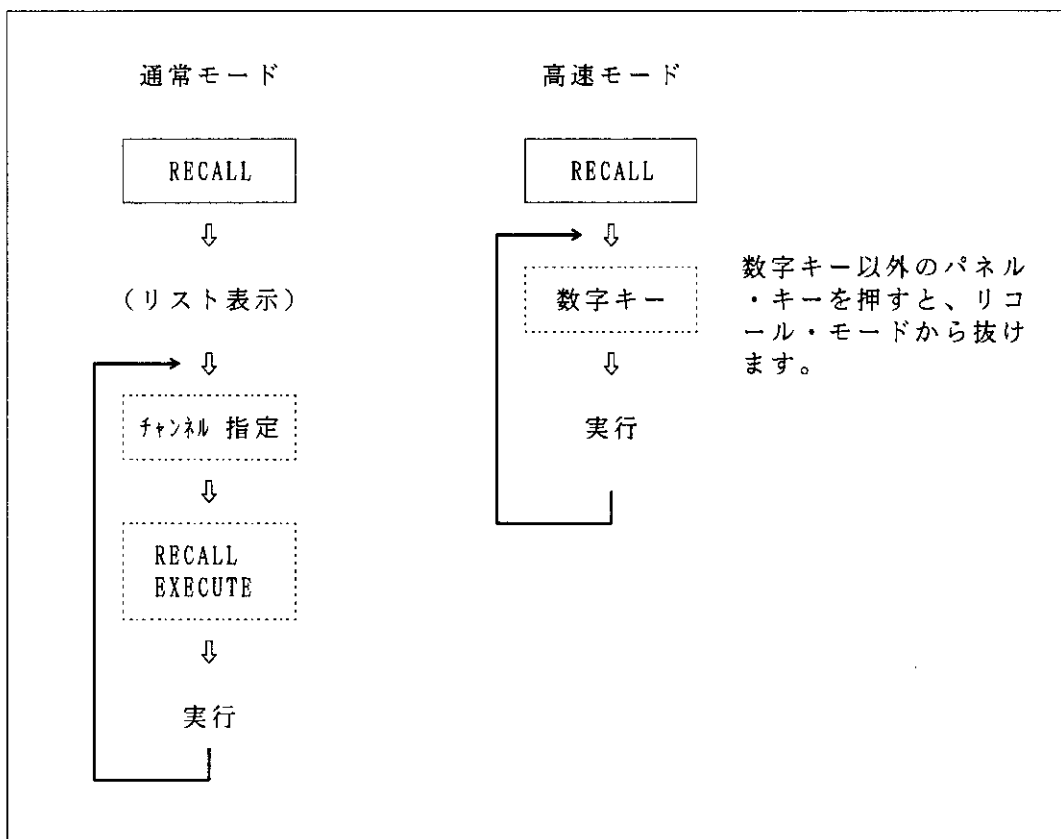 通常モード
RECALL
（リスト表示）
ﾁｬﾝﾈﾙ 指定
RECALL
EXECUTE
実行
高速モード
RECALL
数字キー
実行
数字キー以外のパネル
・キーを押すと、リコ
ール・モードから抜け
ます。